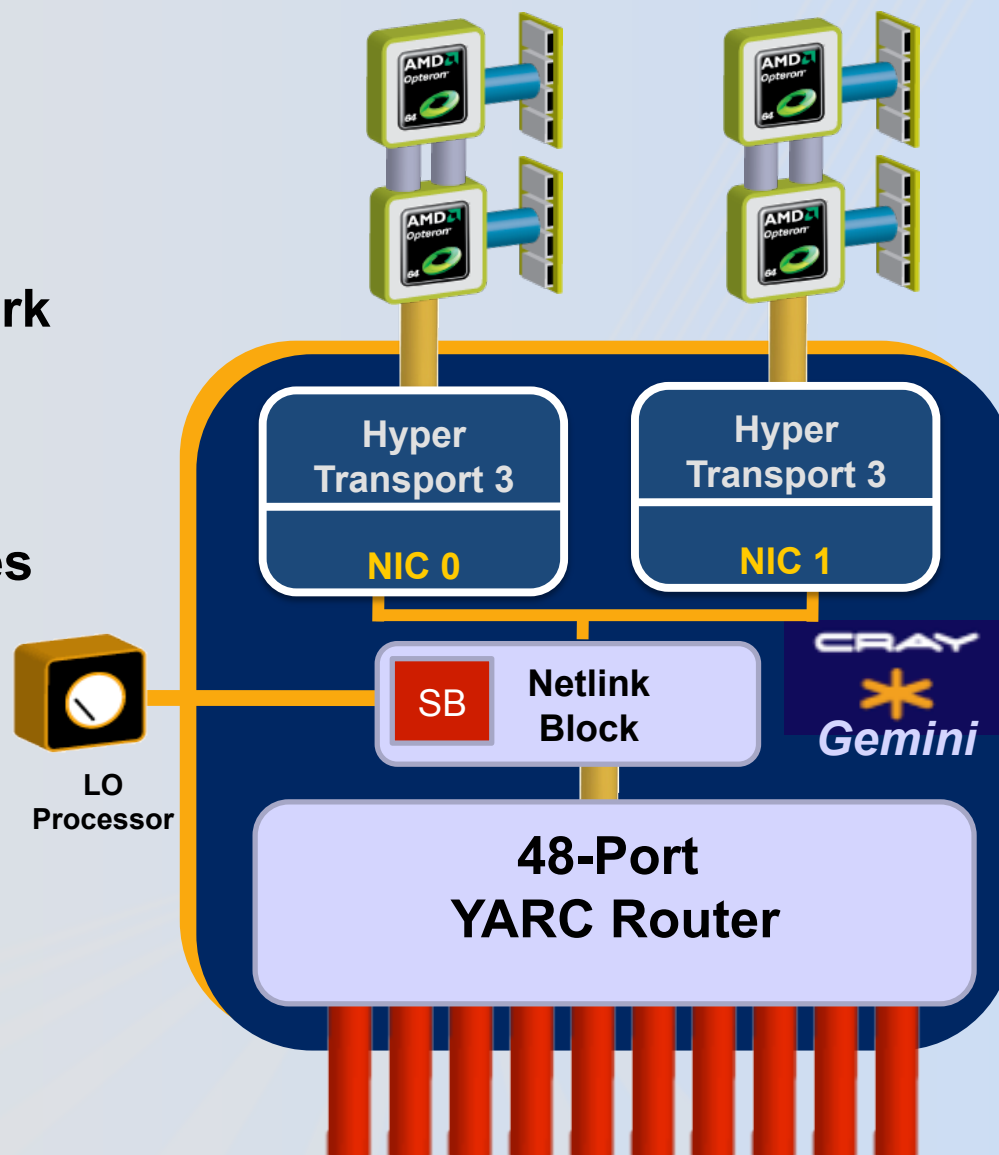 AMD
Opteron
64
AMD
Opteron
64
AMD
Opteron
64
AMD
Opteron
64
rk
Hyper
Transport 3
NIC 0
Hyper
Transport 3
NIC 1
es
SB
Netlink
Block
CRAY
Gemini
LO
Processor
48-Port
YARC Router